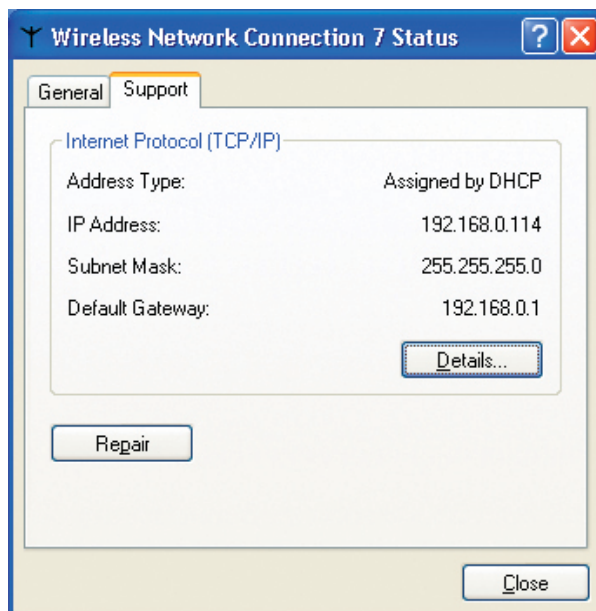 Wireless Network Connection 7 Status
General Support
Internet Protocol (TCP/IP)
Address Type: Assigned by DHCP
IP Address: 192.168.0.114
Subnet Mask: 255.255.255.0
Default Gateway: 192.168.0.1
Details...
Repair
Close